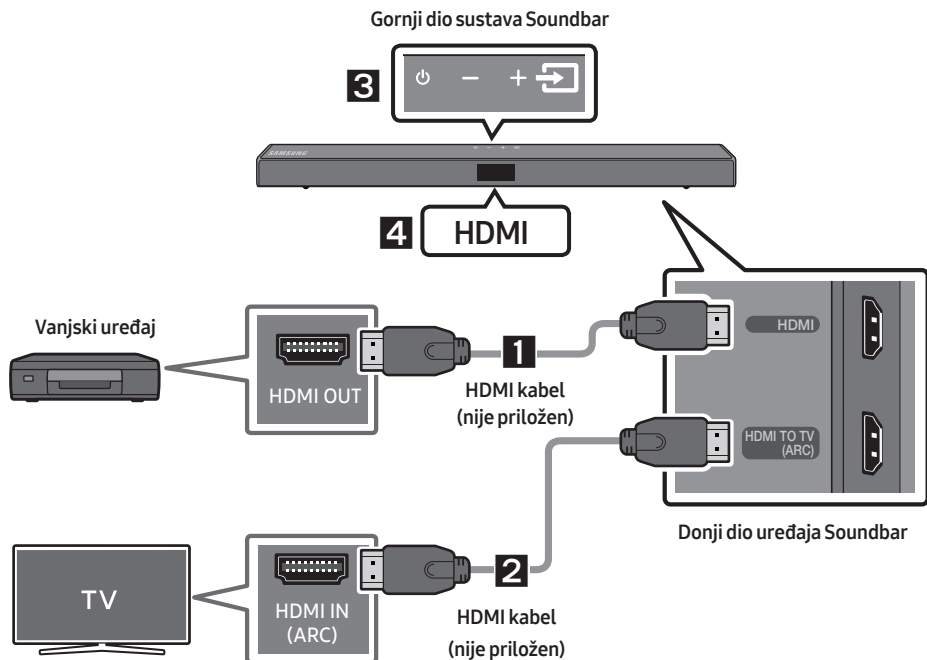 Gornji dio sustava Soundbar
3
SAMSUNG
4
HDMI
Vanjski uređaj
HDMI OUT
1
HDMI kabel
(nije priložen)
HDMI
HDMI TO TV
(ARC)
Donji dio uređaja Soundbar
TV
HDMI IN
(ARC)
2
HDMI kabel
(nije priložen)